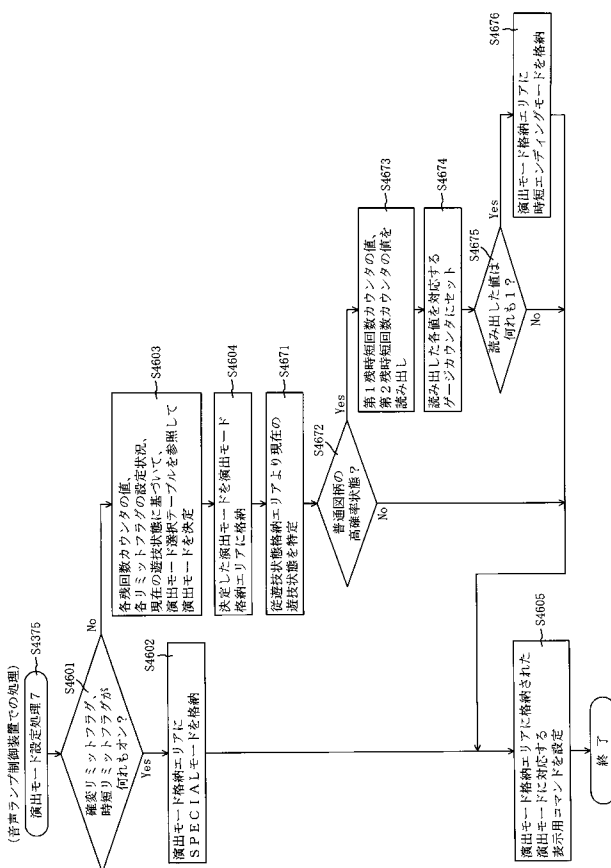 (音声ランプ制御装置での処理)
演出モード設定処理7
S4375
S4601
確変リミットフラグ、
時短リミットフラグが
何れもオン?
No
Yes
S4602
演出モード格納エリアに
SPECIALモードを格納
S4603
各残回数カウンタの値、
各リミットフラグの設定状況、
現在の遊技状態に基づいて、
演出モード選択テーブルを参照して
演出モードを決定
S4604
決定した演出モードを演出モード
格納エリアに格納
S4671
従遊技状態格納エリアより現在の
遊技状態を特定
S4672
普通図柄の
高確率状態?
Yes
No
S4673
第1残時短回数カウンタの値、
第2残時短回数カウンタの値を
読み出し
S4674
読み出した各値を対応する
ゲージカウンタにセット
S4675
読み出した値は
何れも1?
Yes
No
S4676
演出モード格納エリアに
時短エンディングモードを格納
S4605
演出モード格納エリアに格納された
演出モードに対応する
表示用コマンドを設定
終了